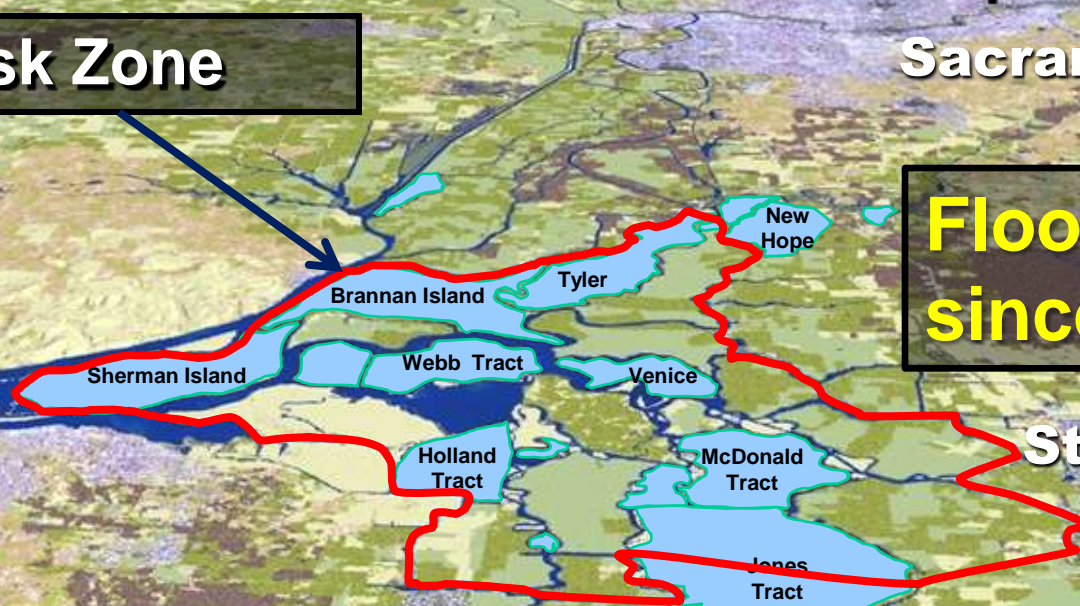 sk Zone
Sacrar
Floo
since
New
Hope
Tyler
Brannan Island
Webb Tract
Sherman Island
Venice
Holland
Tract
McDonald
Tract
St
Jones
Tract